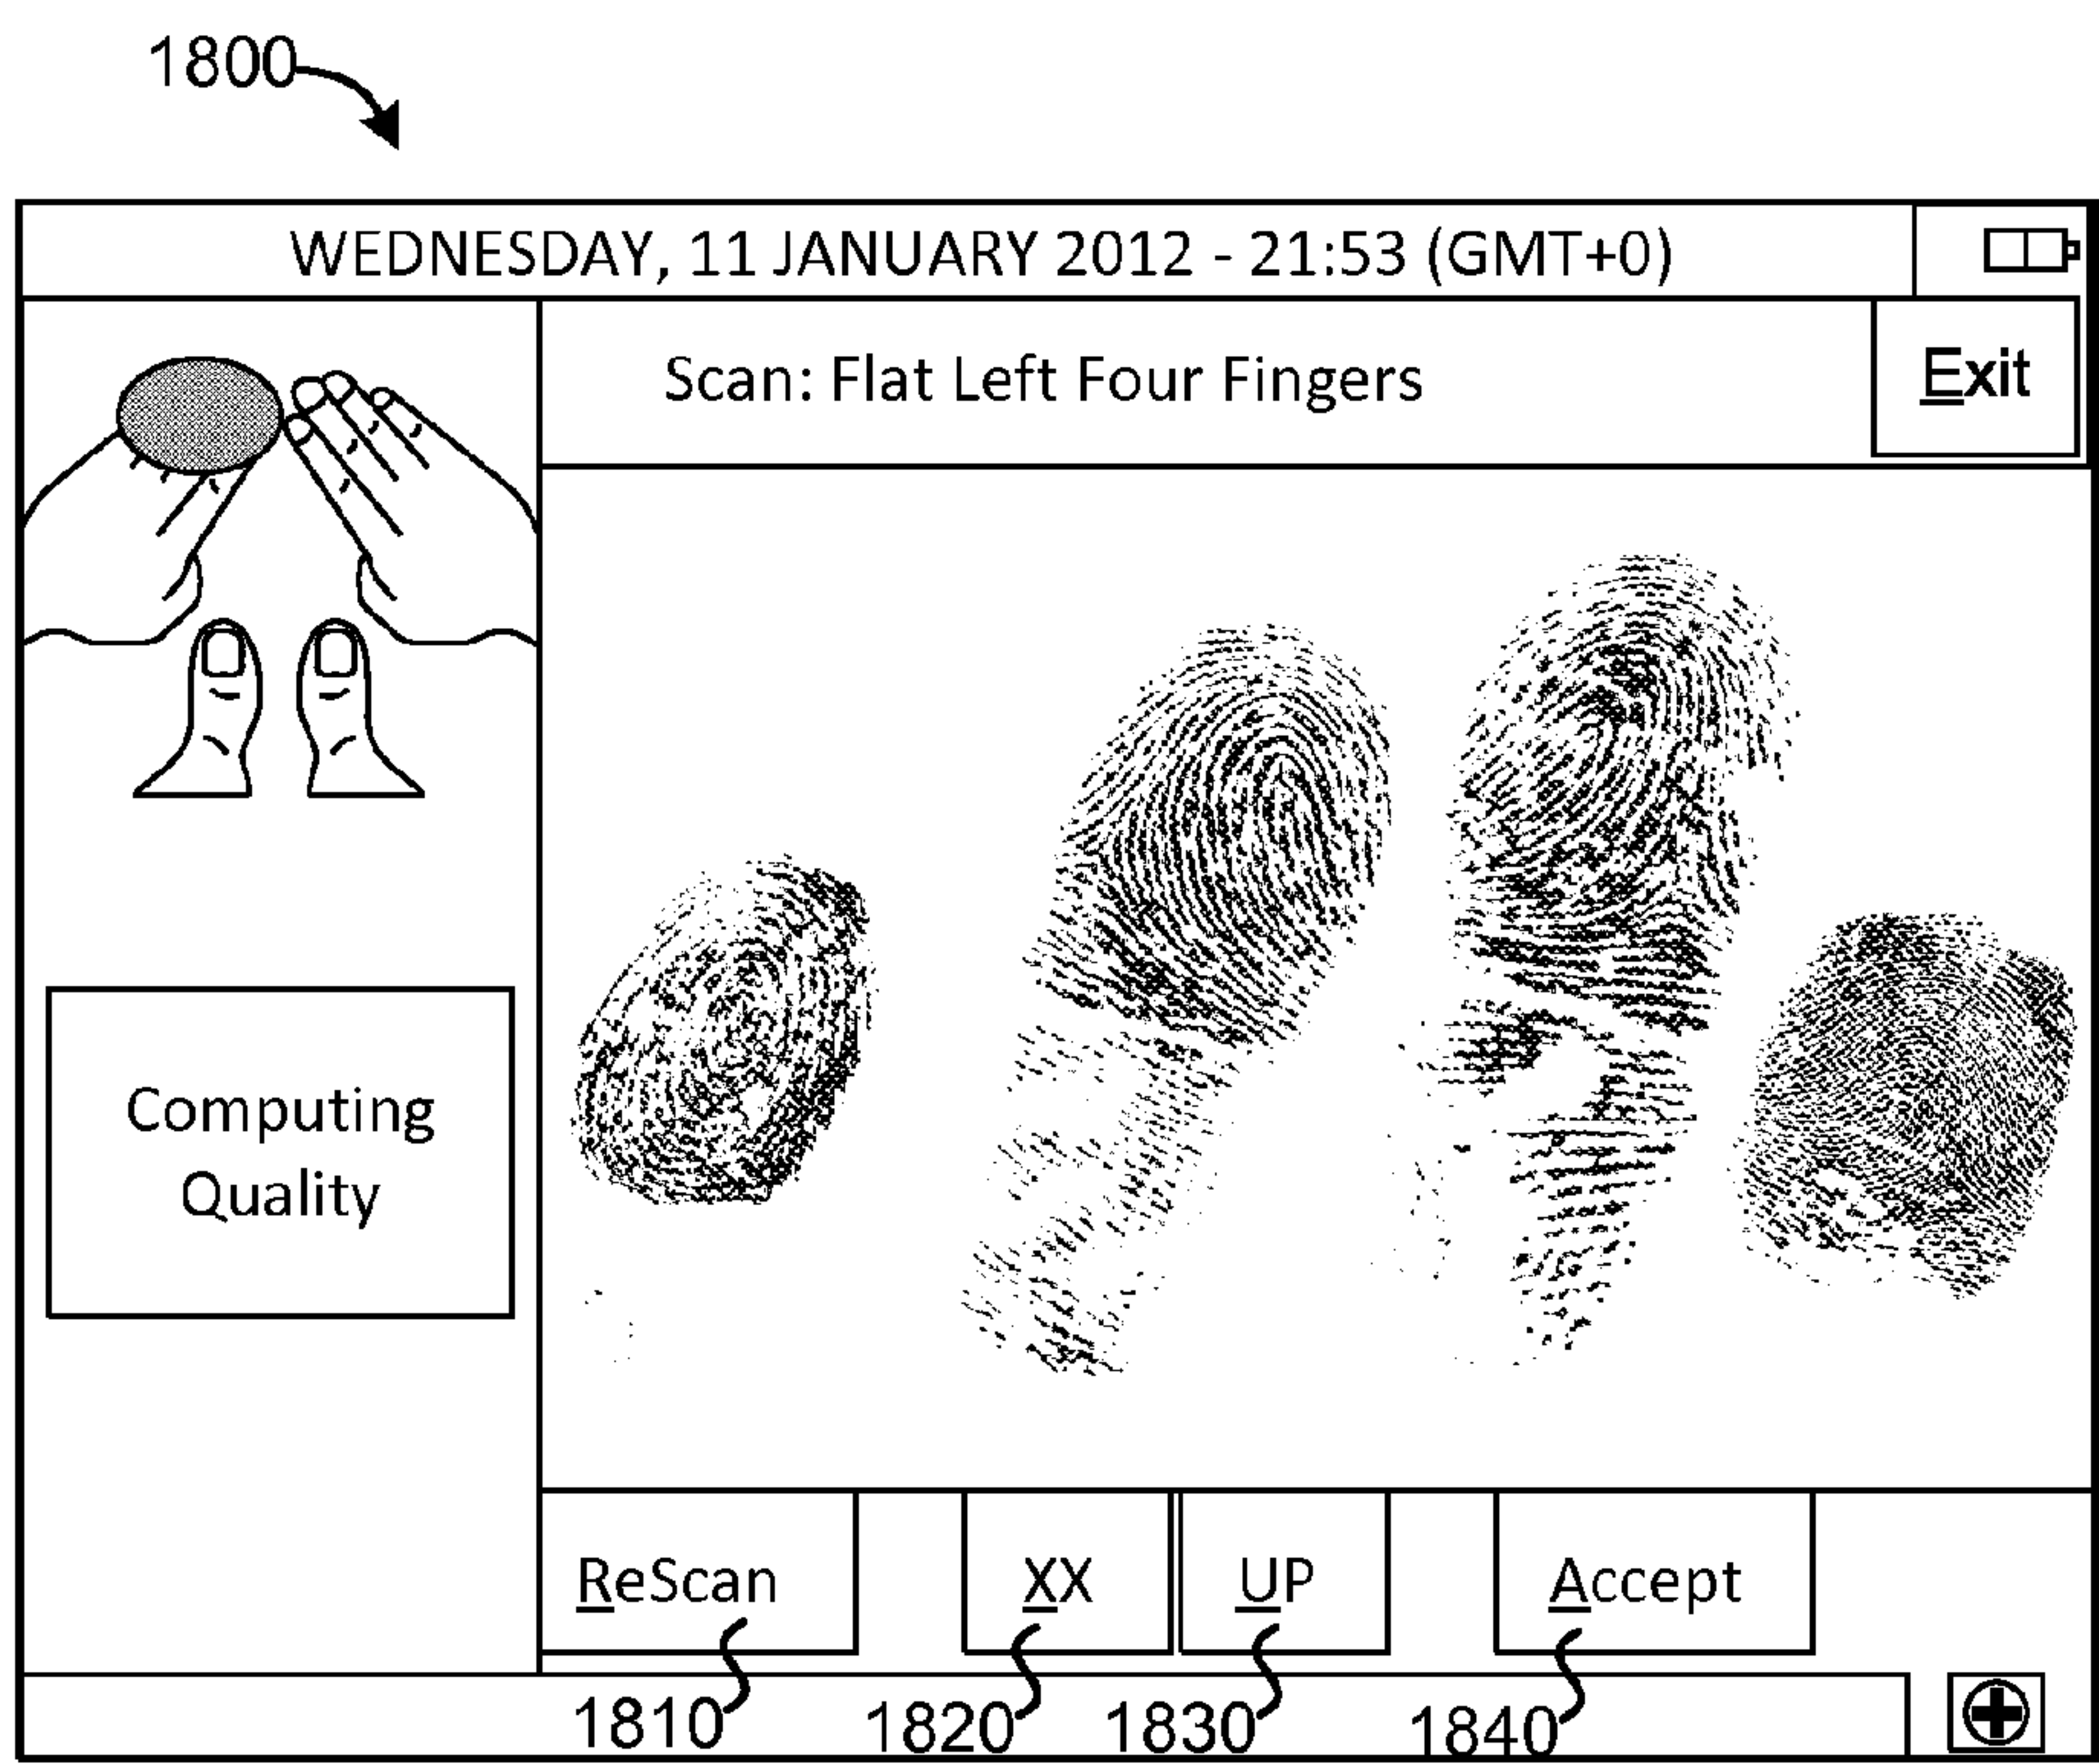 1800
WEDNESDAY, 11 JANUARY 2012 - 21:53 (GMT+0)
Scan: Flat Left Four Fingers
Exit
Computing
Quality
ReScan
XX
UP
Accept
1810
1820
1830
1840